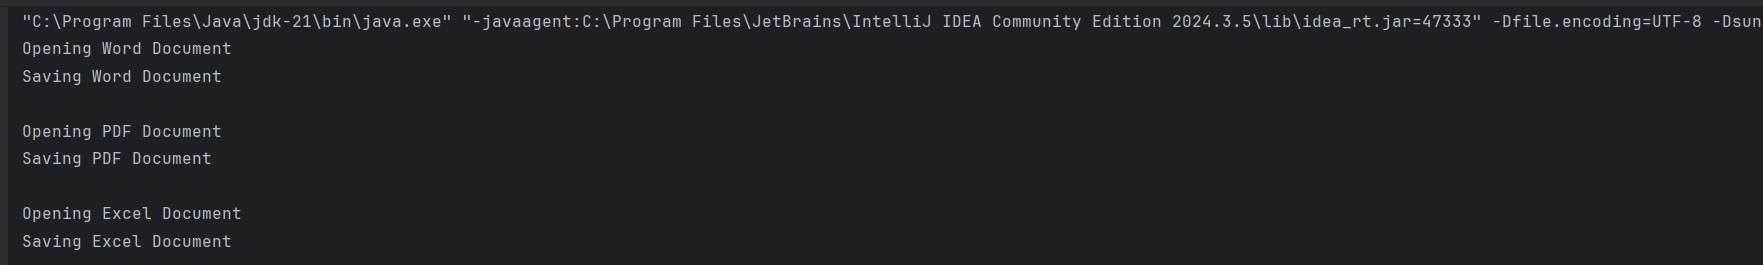 "C:\Program Files\Java\jdk-21\bin\java.exe" "-javaagent:C:\Program Files\JetBrains\IntelliJ IDEA Community Edition 2024.3.5\lib\idea_rt.jar=47333" -Dfile.encoding=UTF-8 -Dsun
Opening Word Document
Saving Word Document
Opening PDF Document
Saving PDF Document
Opening Excel Document
Saving Excel Document